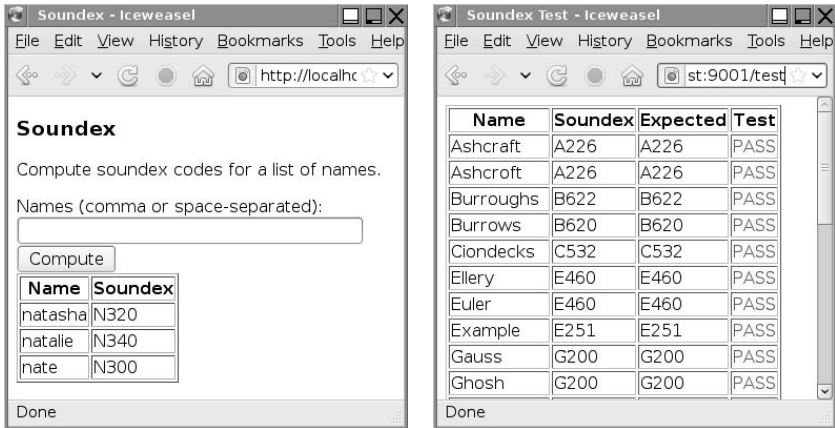 Soundex - Iceweasel
File Edit View History Bookmarks Tools Help
http://localhc
Soundex
Compute soundex codes for a list of names.
Names (comma or space-separated):
Compute
Name Soundex
natasha N320
natalie N340
nate N300
Done
Soundex Test - Iceweasel
File Edit View History Bookmarks Tools Help
st:9001/test
Name Soundex Expected Test
Ashcraft A226 A226 PASS
Ashcroft A226 A226 PASS
Burroughs B622 B622 PASS
Burrows B620 B620 PASS
Ciondecks C532 C532 PASS
Ellery E460 E460 PASS
Euler E460 E460 PASS
Example E251 E251 PASS
Gauss G200 G200 PASS
Ghosh G200 G200 PASS
Done